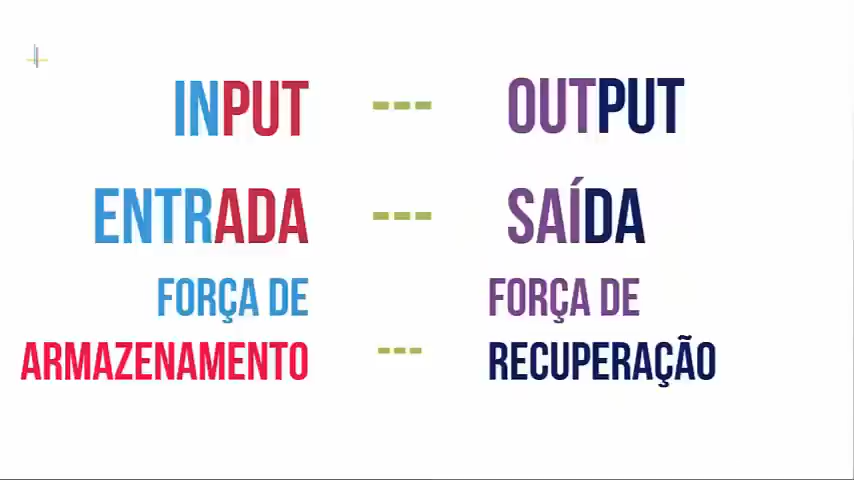 INPUT --- OUTPUT
ENTRADA --- SAÍDA
FORÇA DE FORÇA DE
ARMAZENAMENTO --- RECUPERAÇÃO